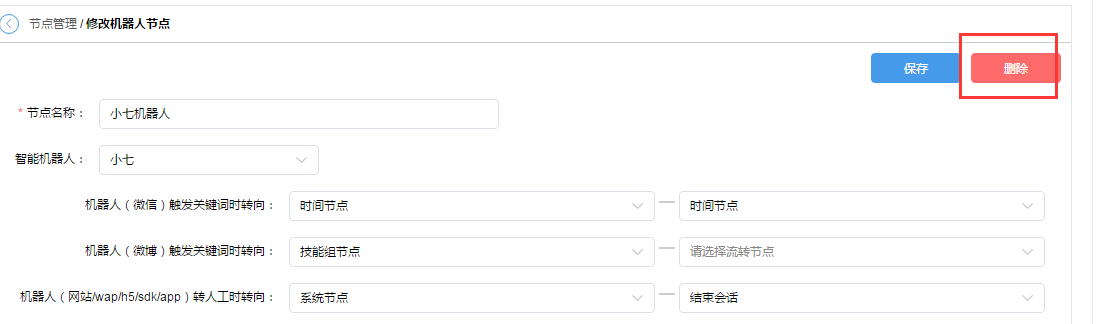 节点管理 / 修改机器人节点
保存 删除
* 节点名称： 小七机器人
智能机器人： 小七
机器人（微信）触发关键词时转向： 时间节点 — 时间节点
机器人（微博）触发关键词时转向： 技能组节点 — 请选择流转节点
机器人（网站/wap/h5/sdk/app）转人工时转向： 系统节点 — 结束会话